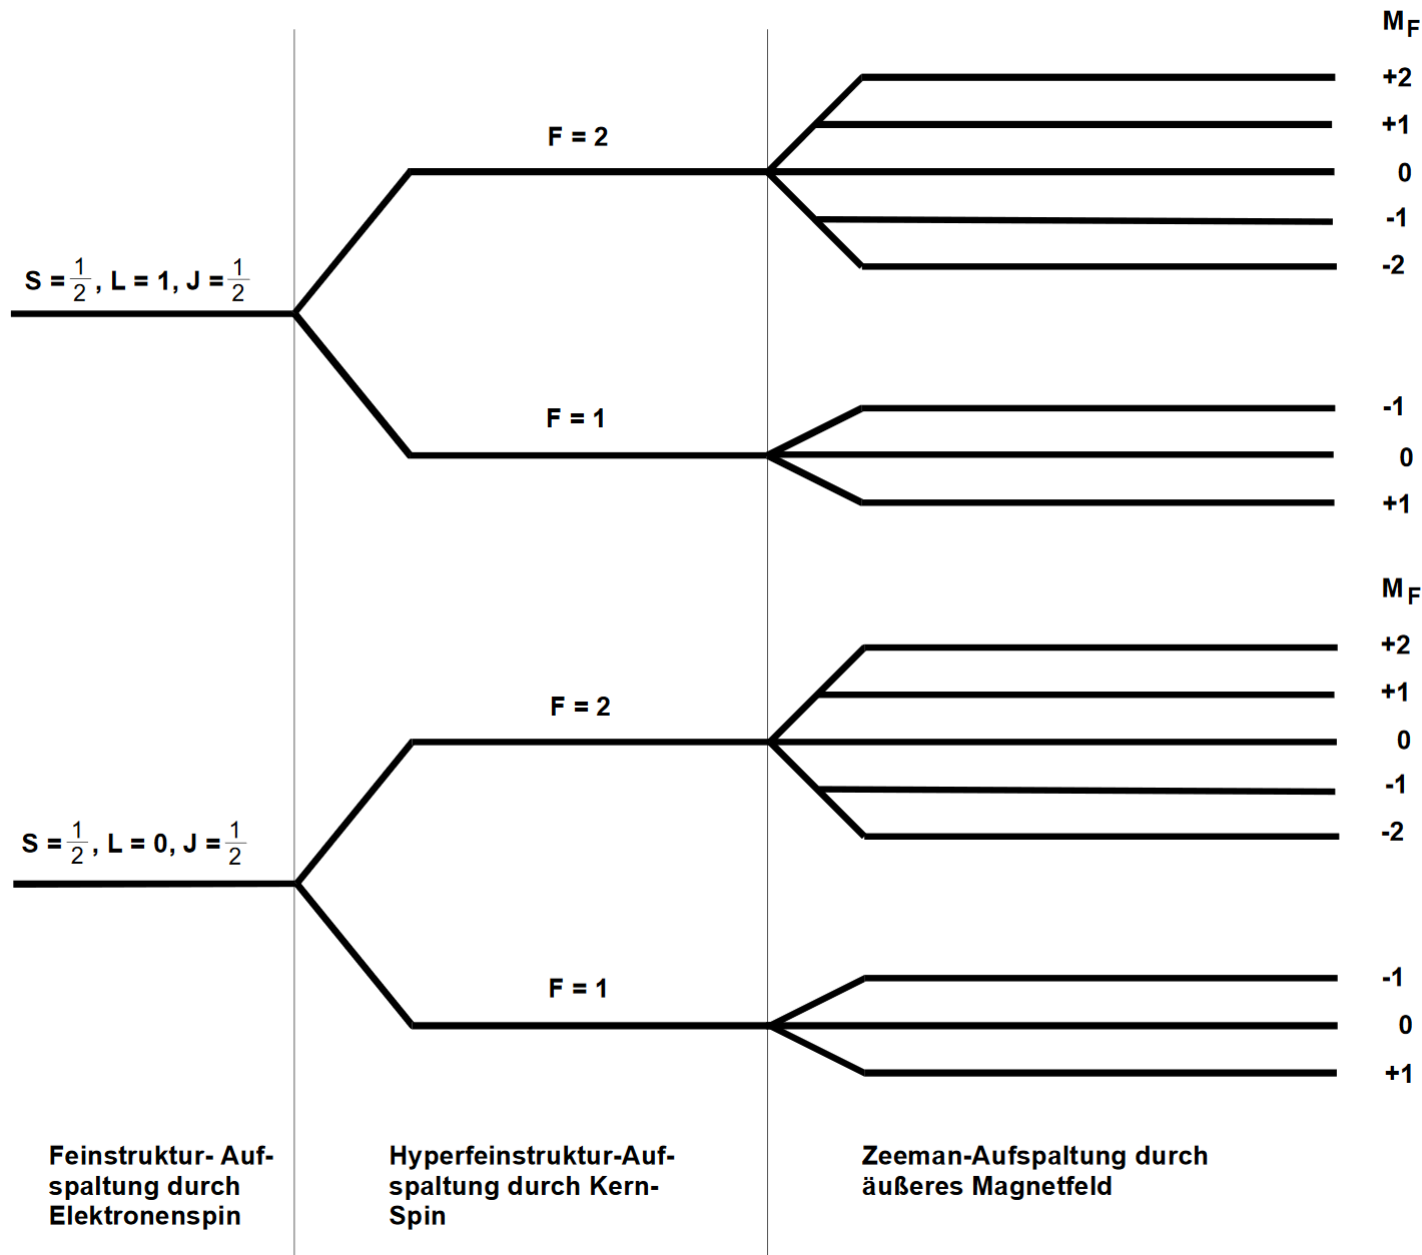 M_F
+2
+1
F = 2
0
-1
-2
S = 1/2, L = 1, J = 1/2
-1
F = 1
0
+1
M_F
+2
+1
F = 2
0
-1
-2
S = 1/2, L = 0, J = 1/2
-1
F = 1
0
+1
Feinstruktur- Auf-
spaltung durch
Elektronenspin
Hyperfeinstruktur-Auf-
spaltung durch Kern-
Spin
Zeeman-Aufspaltung durch
äußeres Magnetfeld